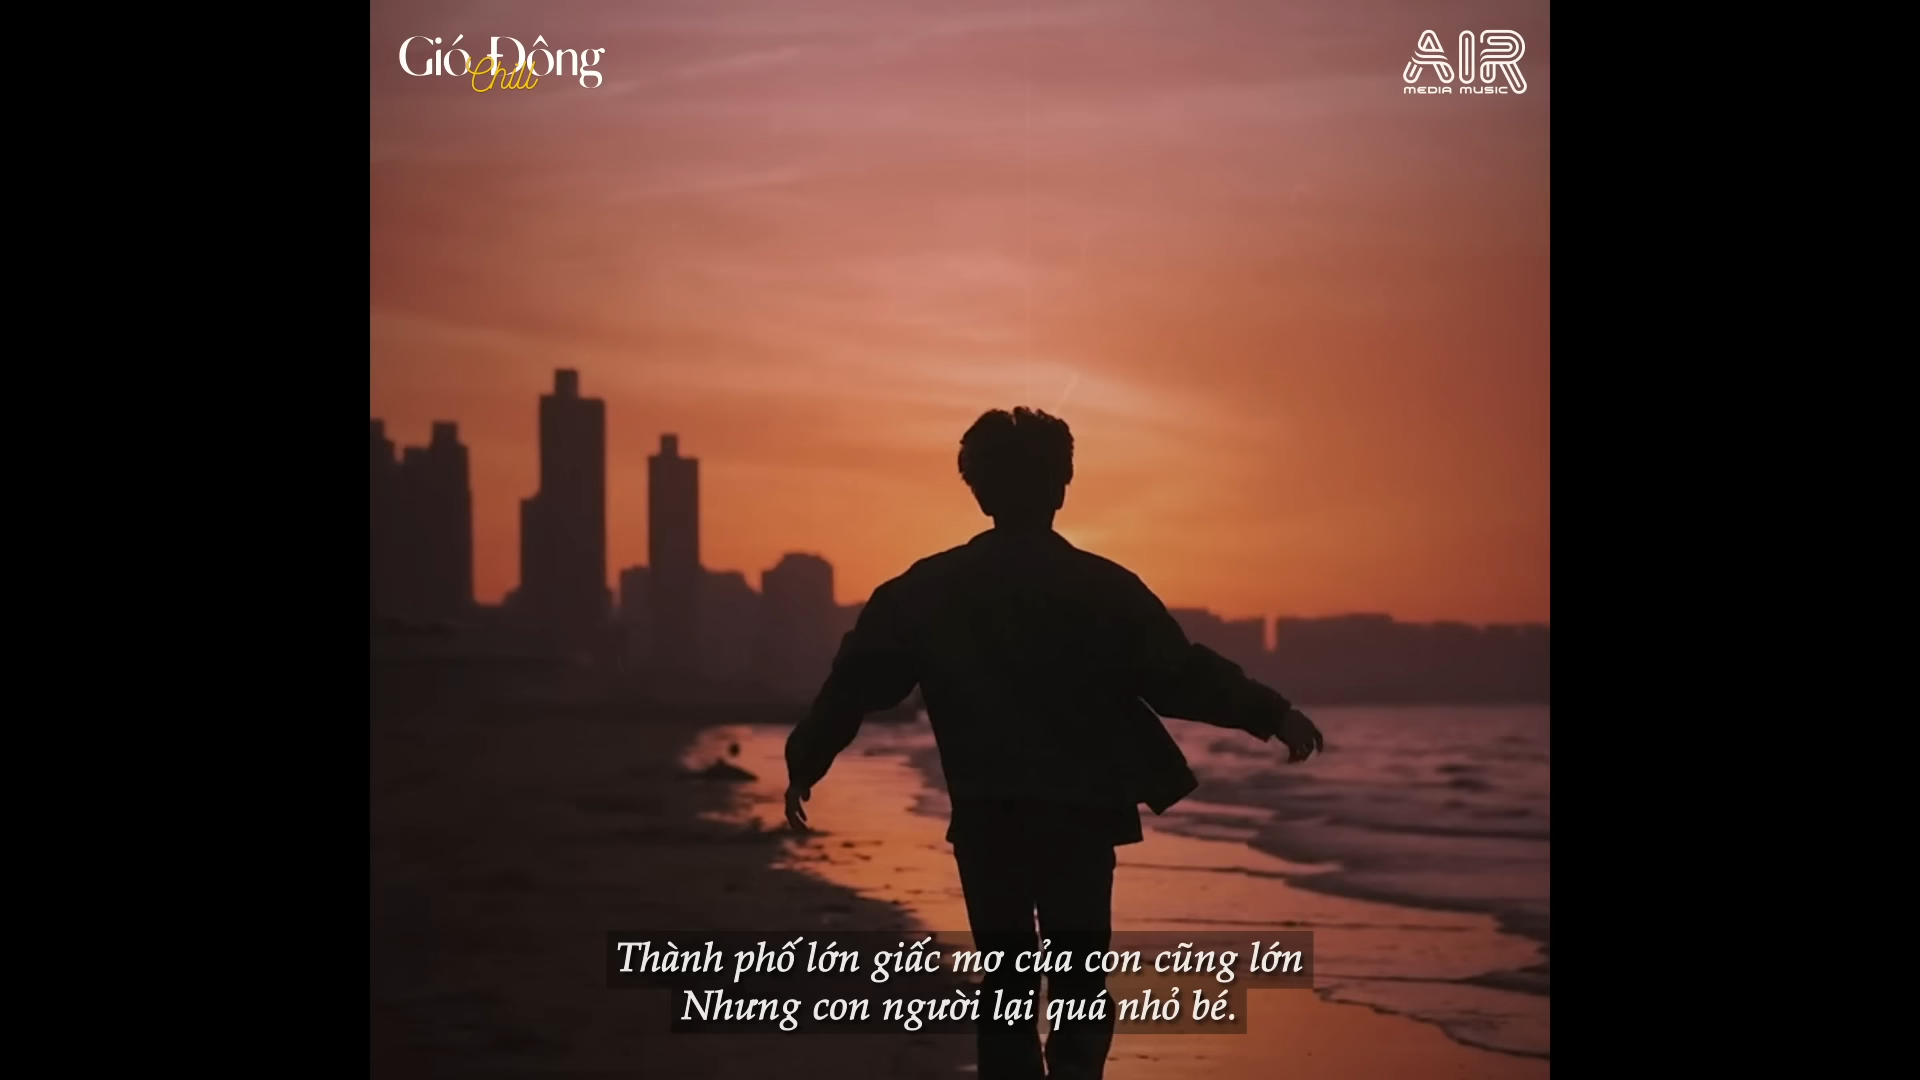 Gió Đông
Chill
AIR
MEDIA MUSIC
Thành phố lớn giấc mơ của con cũng lớn
Nhưng con người lại quá nhỏ bé.